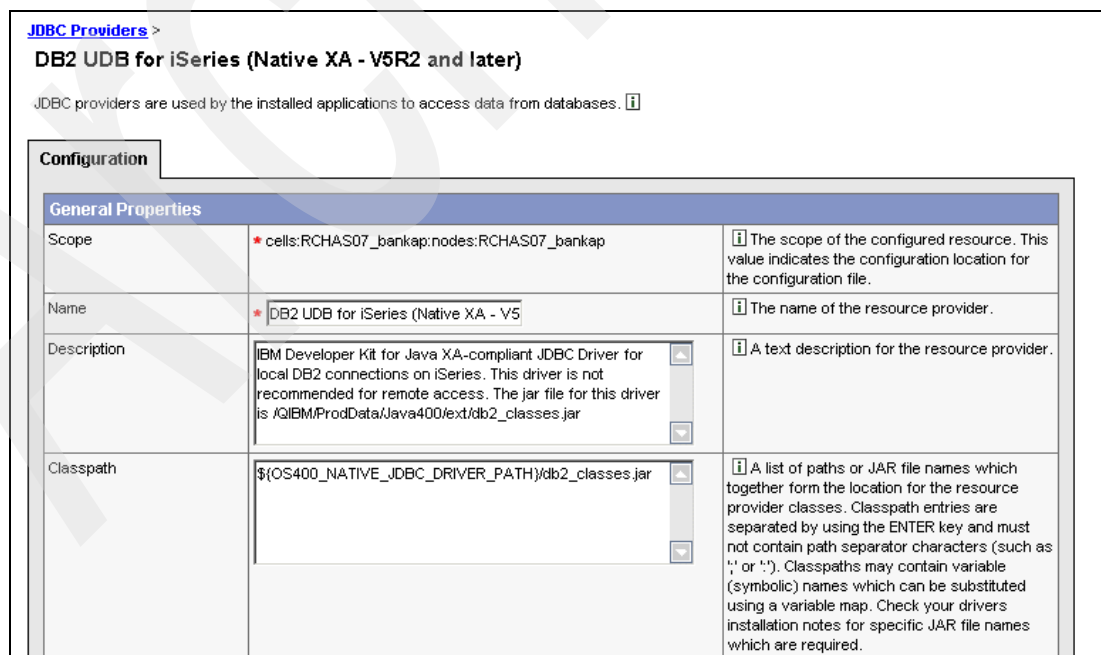 JDBC Providers >
DB2 UDB for iSeries (Native XA - V5R2 and later)
JDBC providers are used by the installed applications to access data from databases. i
Configuration
General Properties
Scope
* cells:RCHAS07_bankap:nodes:RCHAS07_bankap
i The scope of the configured resource. This
value indicates the configuration location for
the configuration file.
Name
* DB2 UDB for iSeries (Native XA - V5
i The name of the resource provider.
Description
IBM Developer Kit for Java XA-compliant JDBC Driver for
local DB2 connections on iSeries. This driver is not
recommended for remote access. The jar file for this driver
is /QIBM/ProdData/Java400/ext/db2_classes.jar
i A text description for the resource provider.
Classpath
${OS400_NATIVE_JDBC_DRIVER_PATH}/db2_classes.jar
i A list of paths or JAR file names which
together form the location for the resource
provider classes. Classpath entries are
separated by using the ENTER key and must
not contain path separator characters (such as
';' or ':'). Classpaths may contain variable
(symbolic) names which can be substituted
using a variable map. Check your drivers
installation notes for specific JAR file names
which are required.